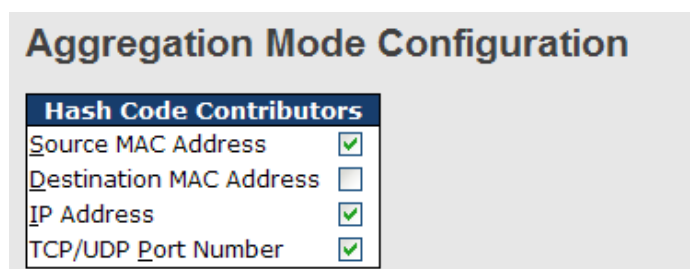 Aggregation Mode Configuration
Hash Code Contributors
Source MAC Address
Destination MAC Address
IP Address
TCP/UDP Port Number